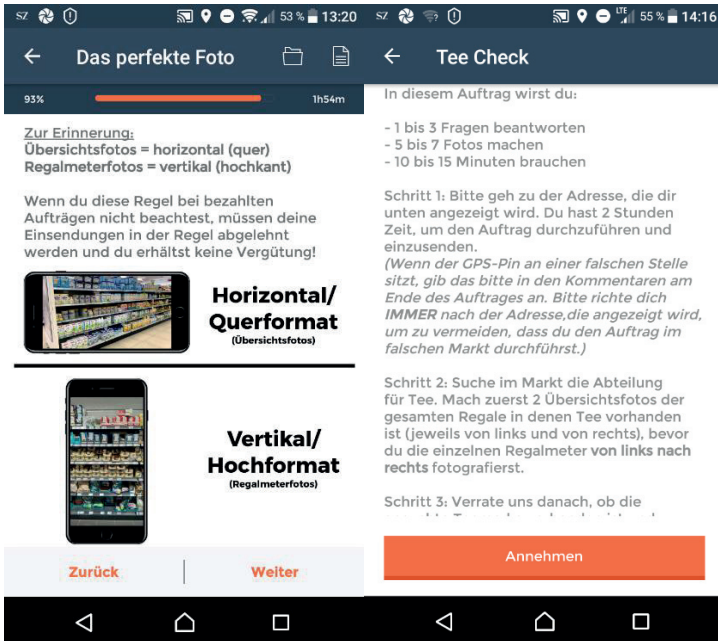 SZ 53 % 13:20
Das perfekte Foto
93% 1h54m
Zur Erinnerung:
Übersichtsfotos = horizontal (quer)
Regalmeterfotos = vertikal (hochkant)
Wenn du diese Regel bei bezahlten
Aufträgen nicht beachtest, müssen deine
Einsendungen in der Regel abgelehnt
werden und du erhältst keine Vergütung!
Horizontal/
Querformat
(Übersichtsfotos)
Vertikal/
Hochformat
(Regalmeterfotos)
Zurück Weiter
SZ LTE 55 % 14:16
Tee Check
In diesem Auftrag wirst du:
- 1 bis 3 Fragen beantworten
- 5 bis 7 Fotos machen
- 10 bis 15 Minuten brauchen
Schritt 1: Bitte geh zu der Adresse, die dir
unten angezeigt wird. Du hast 2 Stunden
Zeit, um den Auftrag durchzuführen und
einzusenden.
(Wenn der GPS-Pin an einer falschen Stelle
sitzt, gib das bitte in den Kommentaren am
Ende des Auftrages an. Bitte richte dich
IMMER nach der Adresse,die angezeigt wird,
um zu vermeiden, dass du den Auftrag im
falschen Markt durchführst.)
Schritt 2: Suche im Markt die Abteilung
für Tee. Mach zuerst 2 Übersichtsfotos der
gesamten Regale in denen Tee vorhanden
ist (jeweils von links und von rechts), bevor
du die einzelnen Regalmeter von links nach
rechts fotografierst.
Schritt 3: Verrate uns danach, ob die
Annehmen